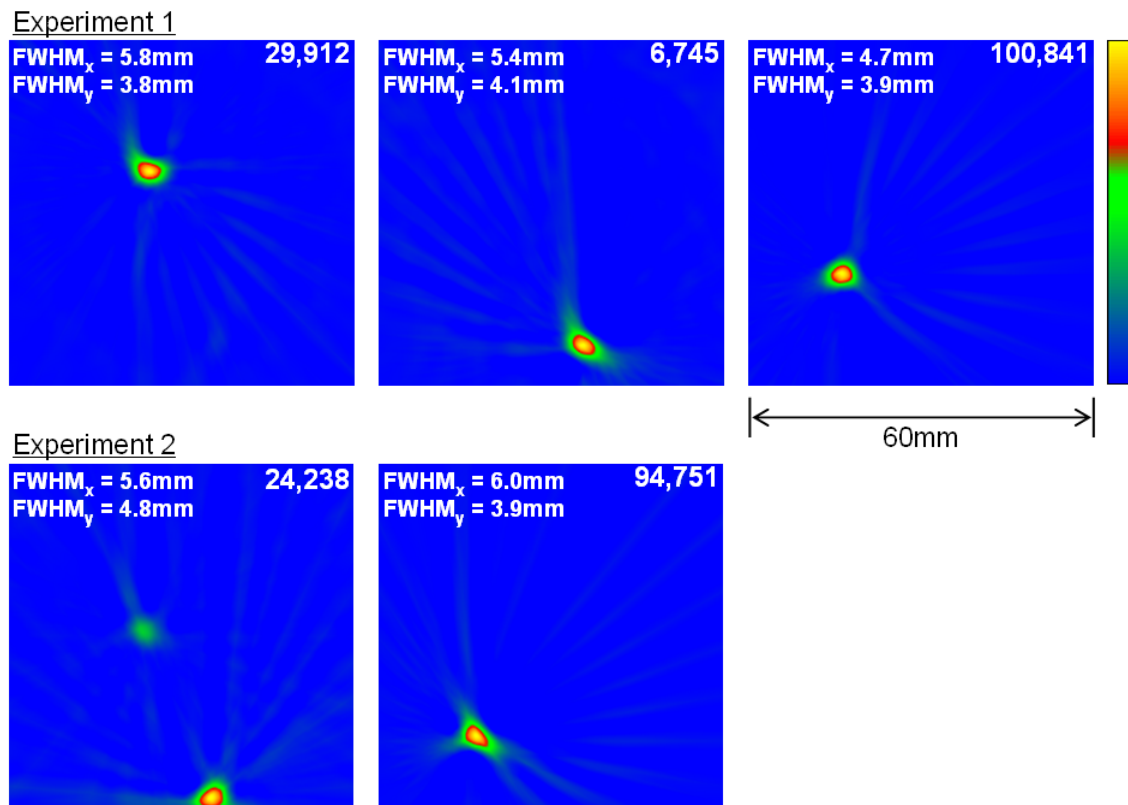 Experiment 1
FWHMx = 5.8mm 29,912
FWHMy = 3.8mm
FWHMx = 5.4mm 6,745
FWHMy = 4.1mm
FWHMx = 4.7mm 100,841
FWHMy = 3.9mm
60mm
Experiment 2
FWHMx = 5.6mm 24,238
FWHMy = 4.8mm
FWHMx = 6.0mm 94,751
FWHMy = 3.9mm